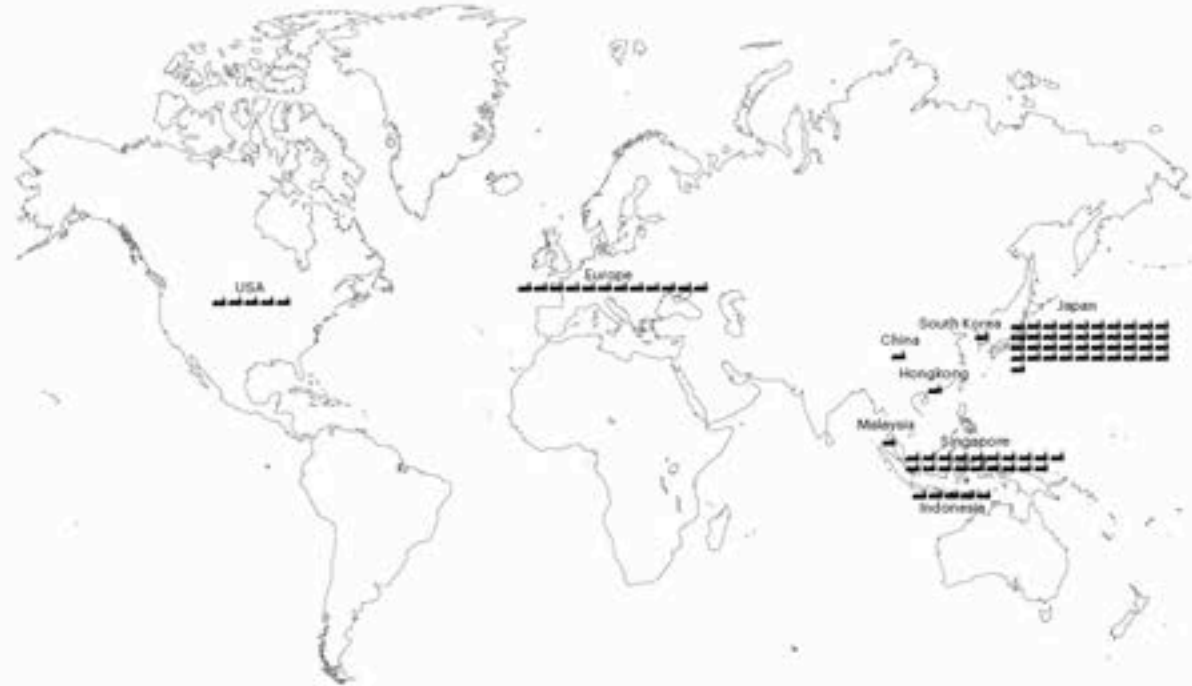 USA
Europe
Japan
South Korea
China
Hongkong
Malaysia
Singapore
Indonesia